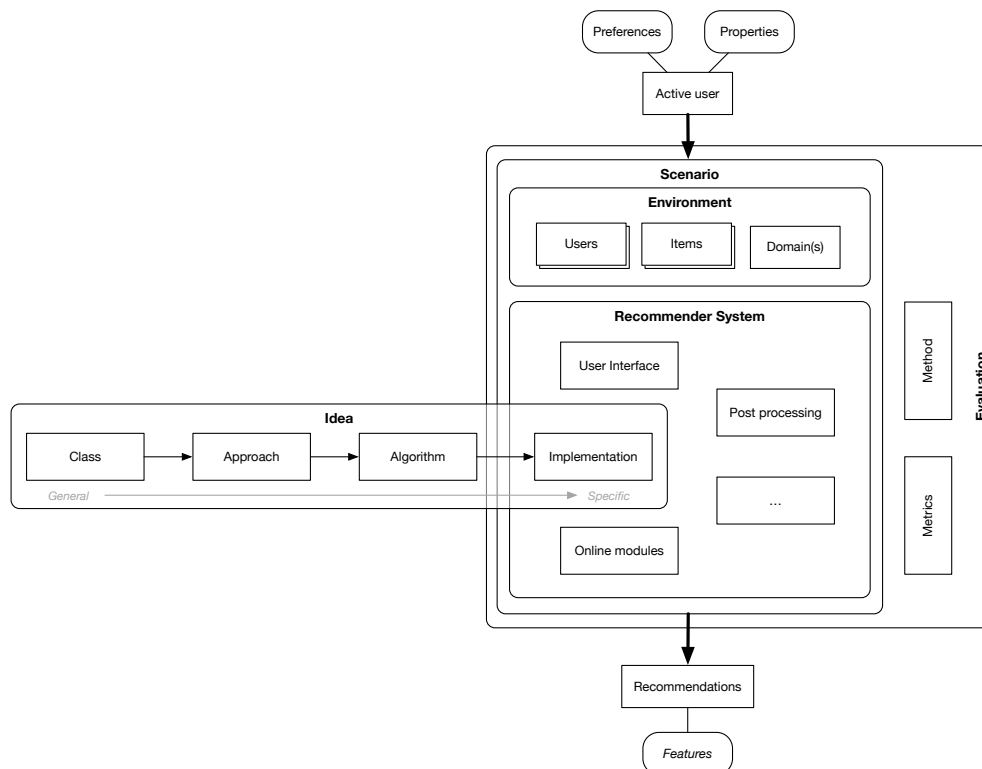 Preferences
Properties
Active user
Scenario
Environment
Users
Items
Domain(s)
Recommender System
User Interface
Post processing
Method
Evaluation
Idea
Class
Approach
Algorithm
Implementation
General
Specific
...
Metrics
Online modules
Recommendations
Features